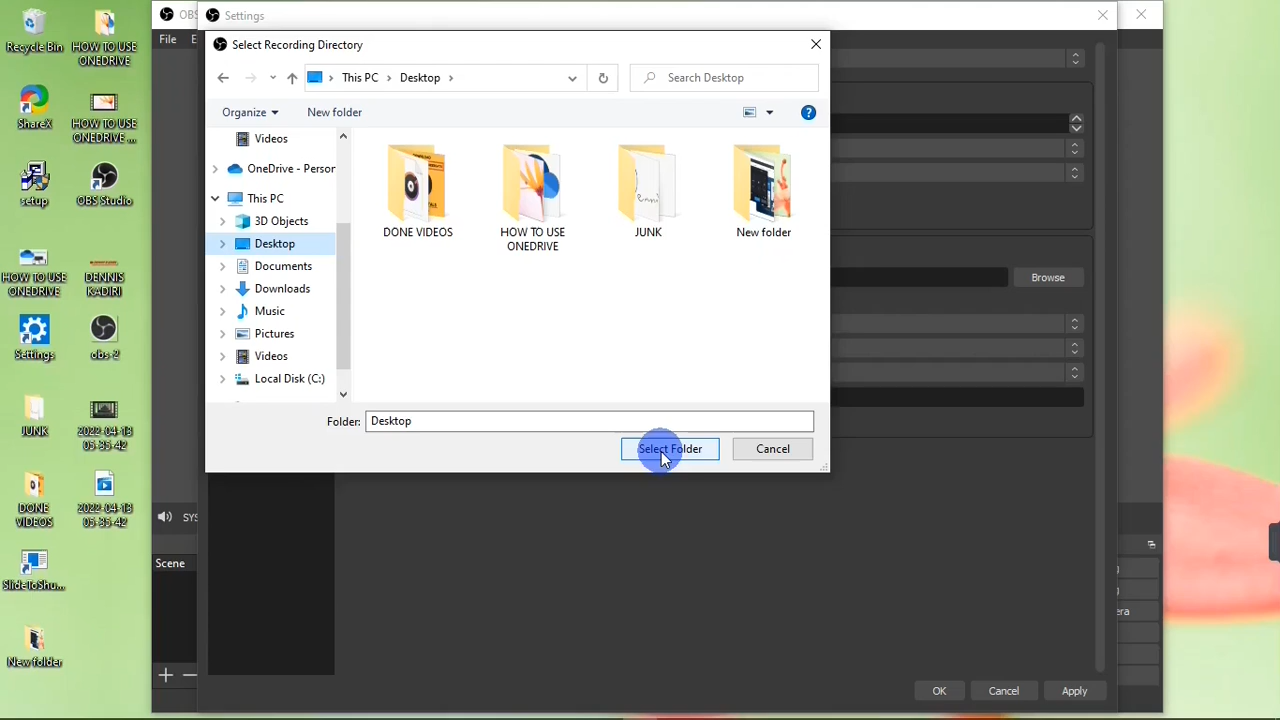 OBS
Settings
File
E
Select Recording Directory
This PC
Desktop
Search Desktop
Organize
New folder
Videos
OneDrive - Person
This PC
3D Objects
Desktop
Documents
Downloads
Music
Pictures
Videos
Local Disk (C:)
DONE VIDEOS
HOW TO USE
ONEDRIVE
JUNK
New folder
Folder:
Desktop
Select Folder
Cancel
Browse
SYS
Scene
OK
Cancel
Apply
era
Recycle Bin
HOW TO USE
ONEDRIVE
ShareX
HOW TO USE
ONEDRIVE ...
setup
OBS Studio
HOW TO USE
ONEDRIVE
DENNIS
KADIRI
Settings
obs-2
JUNK
2022-04-13
05-35-42
DONE
VIDEOS
2022-04-13
05-35-42
SlideToShu...
New folder